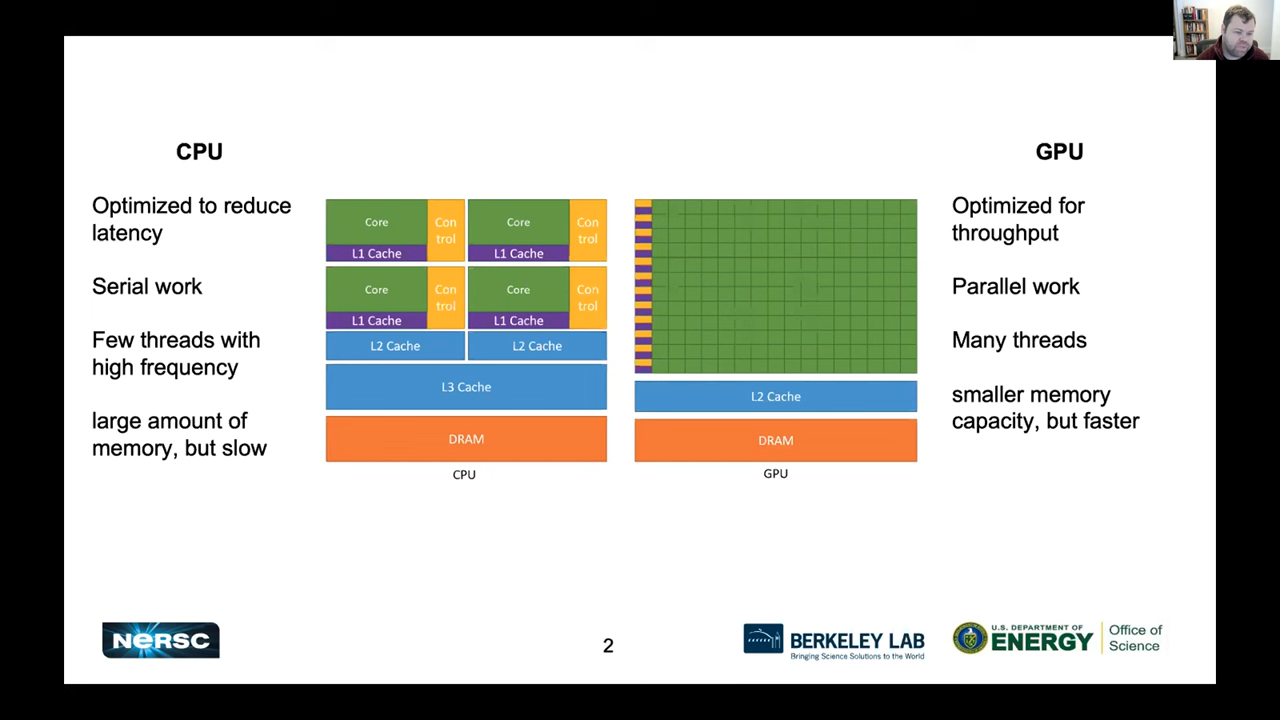 CPU
Optimized to reduce
latency
Serial work
Few threads with
high frequency
large amount of
memory, but slow
Core
Con
trol
L1 Cache
Core
Con
trol
L1 Cache
Core
Con
trol
L1 Cache
Core
Con
trol
L1 Cache
L2 Cache
L2 Cache
L3 Cache
DRAM
CPU
L2 Cache
DRAM
GPU
GPU
Optimized for
throughput
Parallel work
Many threads
smaller memory
capacity, but faster
NERSC
2
BERKELEY LAB
Bringing Science Solutions to the World
U.S. DEPARTMENT OF
ENERGY
Office of
Science